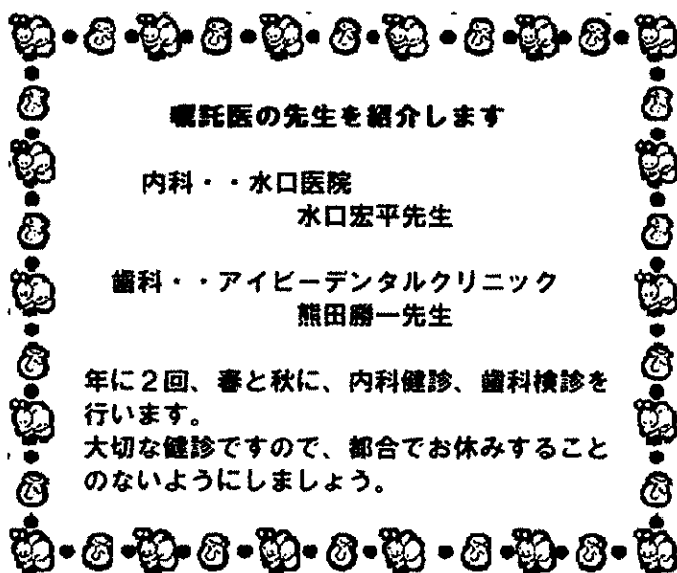 嘱託医の先生を紹介します
内科・・水口医院
水口宏平先生
歯科・・アイビーデンタルクリニック
熊田勝一先生
年に２回、春と秋に、内科健診、歯科検診を
行います。
大切な健診ですので、都合でお休みすること
のないようにしましょう。